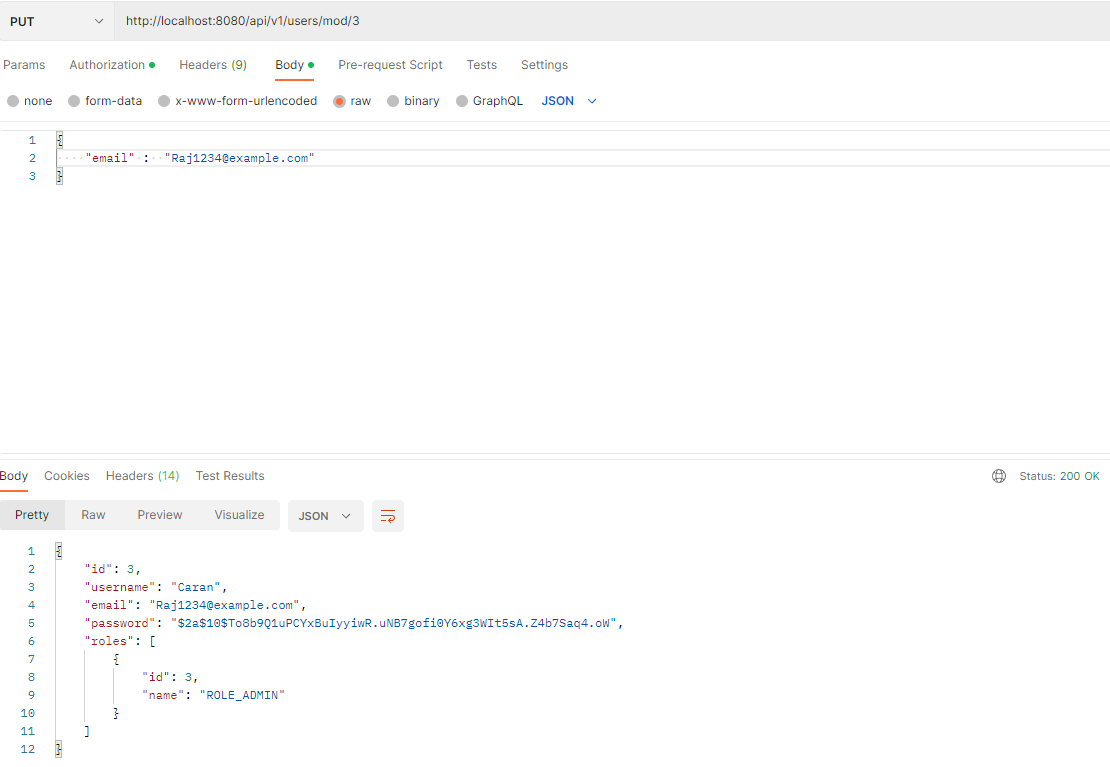 PUT http://localhost:8080/api/v1/users/mod/3
Params Authorization Headers (9) Body Pre-request Script Tests Settings
none form-data x-www-form-urlencoded raw binary GraphQL JSON
1 {
2 "email" : "Raj1234@example.com"
3 }
Body Cookies Headers (14) Test Results Status: 200 OK
Pretty Raw Preview Visualize JSON
1 {
2 "id": 3,
3 "username": "Caran",
4 "email": "Raj1234@example.com",
5 "password": "$2a$10$To8b9Q1uPCYxBuIyyiwR.uNB7gofi0Y6xg3WIt5sA.Z4b7Saq4.oW",
6 "roles": [
7 {
8 "id": 3,
9 "name": "ROLE_ADMIN"
10 }
11 ]
12 }